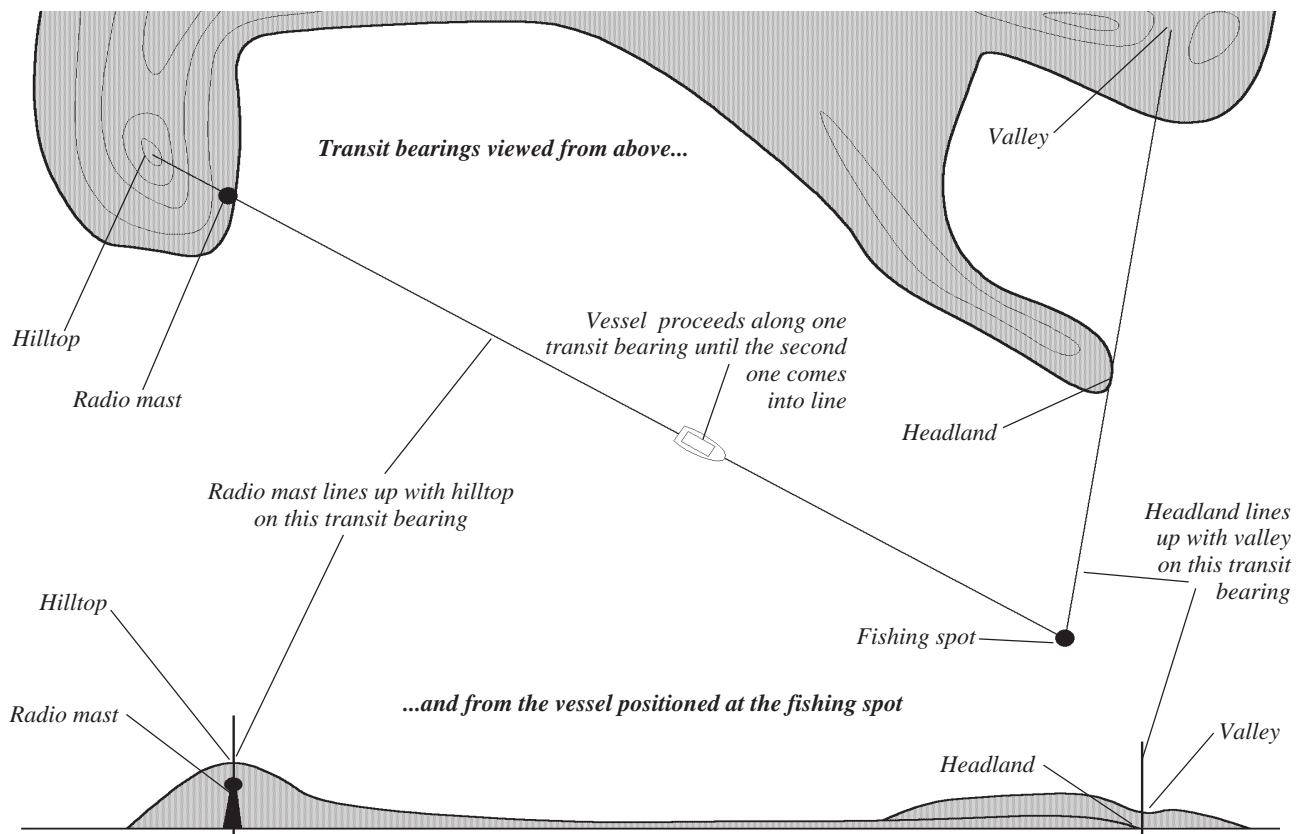 Transit bearings viewed from above...
Valley
Hilltop
Radio mast
Vessel proceeds along one
transit bearing until the second
one comes
into line
Headland
Radio mast lines up with hilltop
on this transit bearing
Headland lines
up with valley
on this transit
bearing
Hilltop
Fishing spot
...and from the vessel positioned at the fishing spot
Radio mast
Valley
Headland